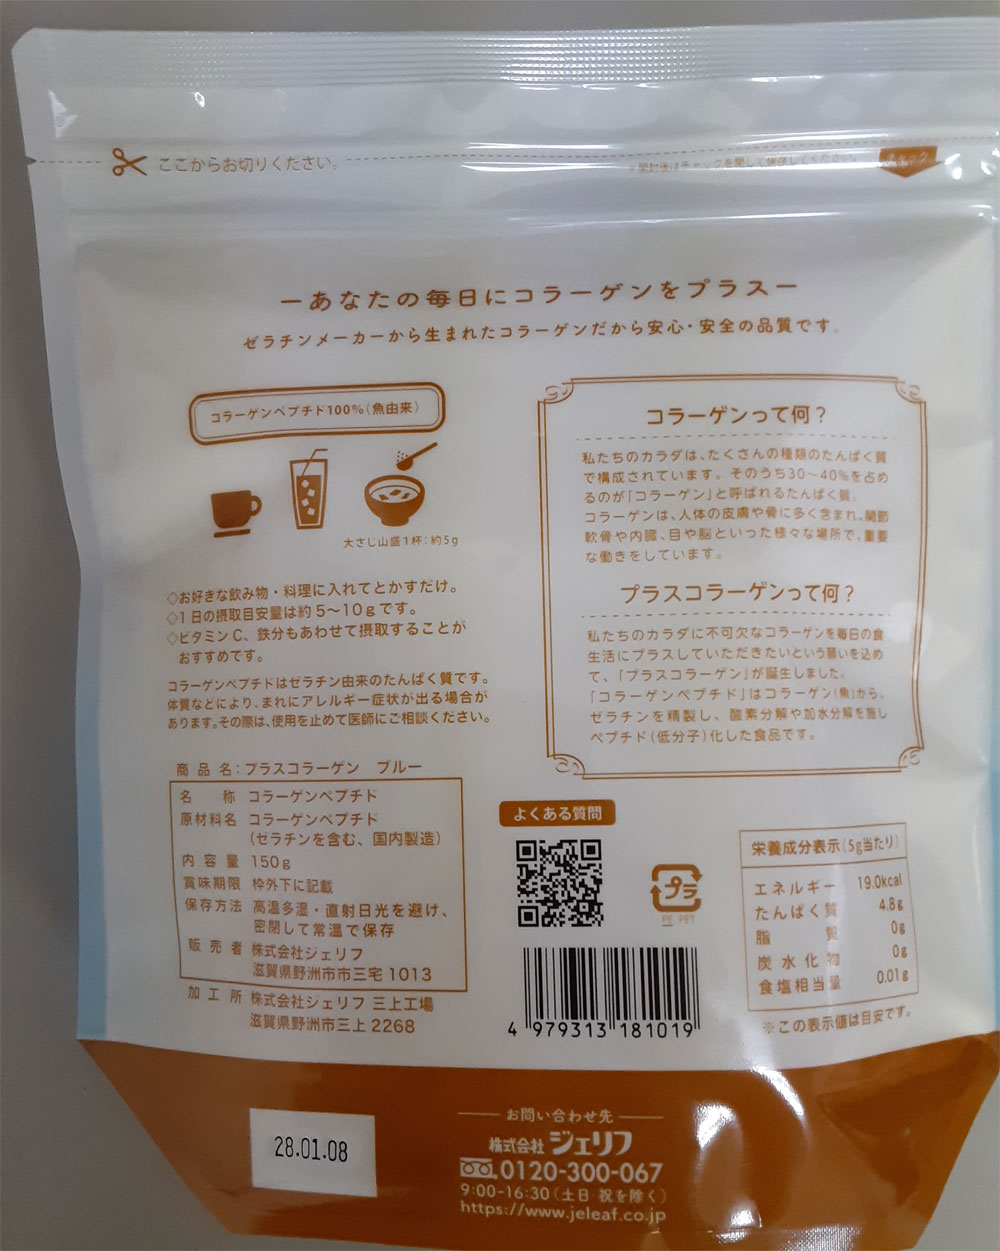 ここからお切りください。
開封後はチャックを閉じて保存してください。
チャック
ーあなたの毎日にコラーゲンをプラスー
ゼラチンメーカーから生まれたコラーゲンだから安心・安全の品質です。
コラーゲンペプチド100%(魚由来)
大さじ山盛1杯:約5g
◇お好きな飲み物・料理に入れてとかすだけ。
◇1日の摂取目安量は約5〜10gです。
◇ビタミンC、鉄分もあわせて摂取することが
おすすめです。
コラーゲンペプチドはゼラチン由来のたんぱく質です。
体質などにより、まれにアレルギー症状が出る場合が
あります。その際は、使用を止めて医師にご相談ください。
コラーゲンって何?
私たちのカラダは、たくさんの種類のたんぱく質
で構成されています。そのうち30〜40%を占め
るのが「コラーゲン」と呼ばれるたんぱく質。
コラーゲンは、人体の皮膚や骨に多く含まれ、関節
軟骨や内臓、目や脳といった様々な場所で、重要
な働きをしています。
プラスコラーゲンって何?
私たちのカラダに不可欠なコラーゲンを毎日の食
生活にプラスしていただきたいという願いを込め
て、「プラスコラーゲン」が誕生しました。
「コラーゲンペプチド」はコラーゲン(魚)から、
ゼラチンを精製し、酸素分解や加水分解を施し
ペプチド(低分子)化した食品です。
商品名:プラスコラーゲン ブルー
名称 コラーゲンペプチド
原材料名 コラーゲンペプチド
(ゼラチンを含む、国内製造)
内容量 150g
賞味期限 枠外下に記載
保存方法 高温多湿・直射日光を避け、
密閉して常温で保存
販売者 株式会社ジェリフ
滋賀県野洲市市三宅1013
加工所 株式会社ジェリフ 三上工場
滋賀県野洲市三上2268
よくある質問
プラ
PE, PET
4 979313 181019
栄養成分表示(5g当たり)
エネルギー 19.0kcal
たんぱく質 4.8g
脂質 0g
炭水化物 0g
食塩相当量 0.01g
※この表示値は目安です。
28.01.08
お問い合わせ先
株式会社ジェリフ
0120-300-067
9:00-16:30(土日・祝を除く)
https://www.jeleaf.co.jp